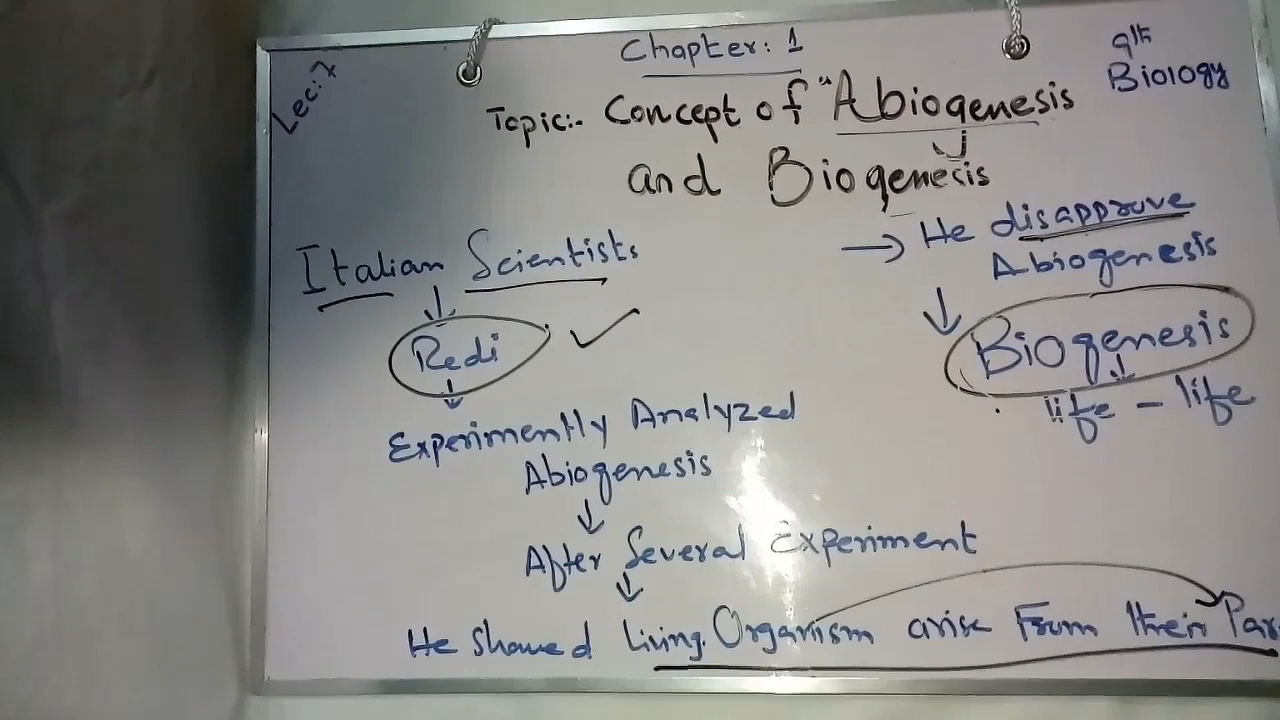 Lec:7
Chapter: 1
9th
Biology
Topic:- Concept of "Abiogenesis
and Biogenesis
Italian Scientists
Redi
Experimently Analyzed
Abiogenesis
After Several Experiment
He Showed living Organism arise From their Par
→ He disapprove
Abiogenesis
Biogenesis
life - life